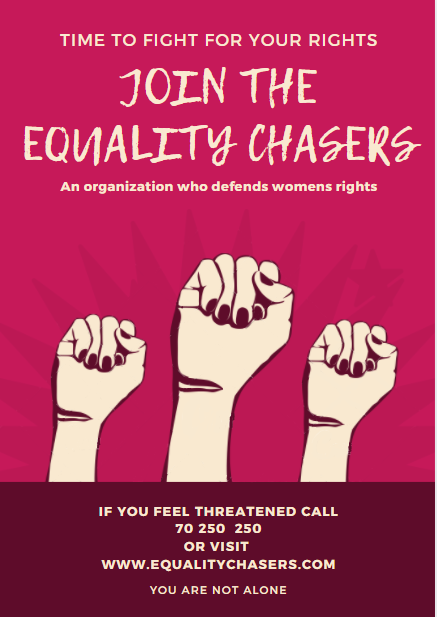 TIME TO FIGHT FOR YOUR RIGHTS
JOIN THE
EQUALITY CHASERS
An organization who defends womens rights
IF YOU FEEL THREATENED CALL
70 250 250
OR VISIT
WWW.EQUALITYCHASERS.COM
YOU ARE NOT ALONE